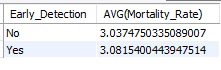 Early_Detection AVG(Mortality_Rate)
No 3.0374750335089007
Yes 3.0815400443947514